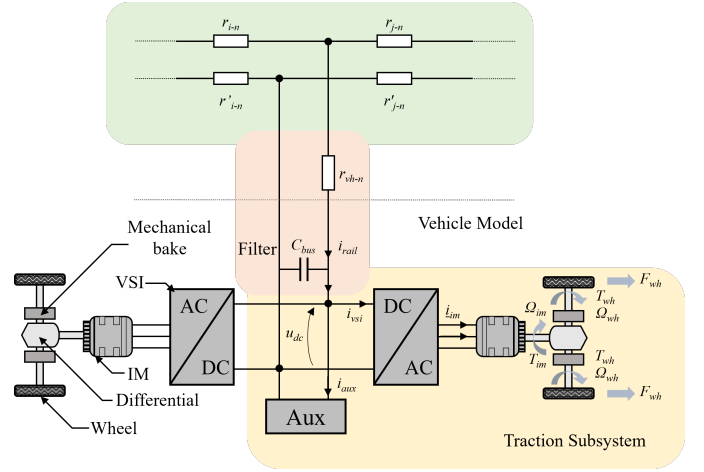 r_{i-n}
r_{j-n}
r'_{i-n}
r'_{j-n}
r_{vh-n}
Vehicle Model
Mechanical
bake
Filter
C_{bus}
i_{rail}
VSI
AC
DC
u_{dc}
i_{vsi}
DC
AC
i_{im}
Ω_{im}
T_{im}
F_{wh}
T_{wh}
Ω_{wh}
T_{wh}
Ω_{wh}
F_{wh}
IM
Differential
Wheel
i_{aux}
Aux
Traction Subsystem